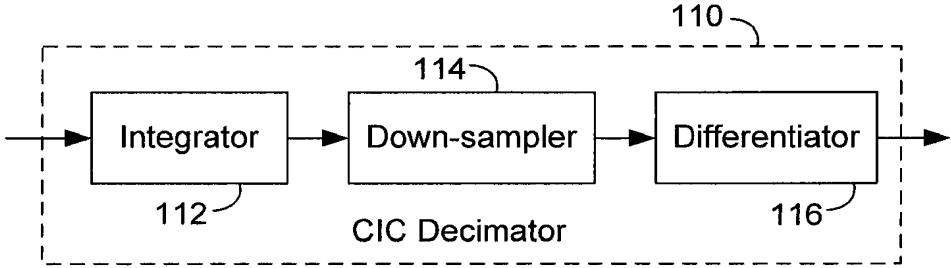 110
114
Integrator
Down-sampler
Differentiator
112
116
CIC Decimator